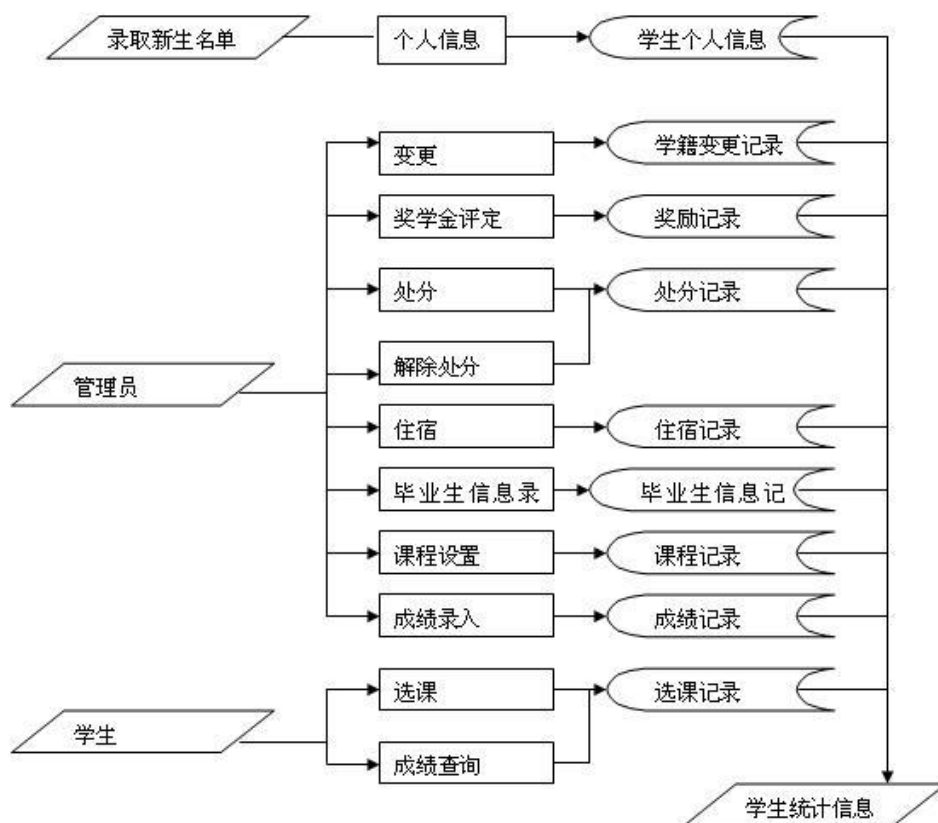 录取新生名单
个人信息
学生个人信息
变更
学籍变更记录
奖学金评定
奖励记录
处分
处分记录
解除处分
管理员
住宿
住宿记录
毕业生信息录
毕业生信息记
课程设置
课程记录
成绩录入
成绩记录
选课
选课记录
学生
成绩查询
学生统计信息